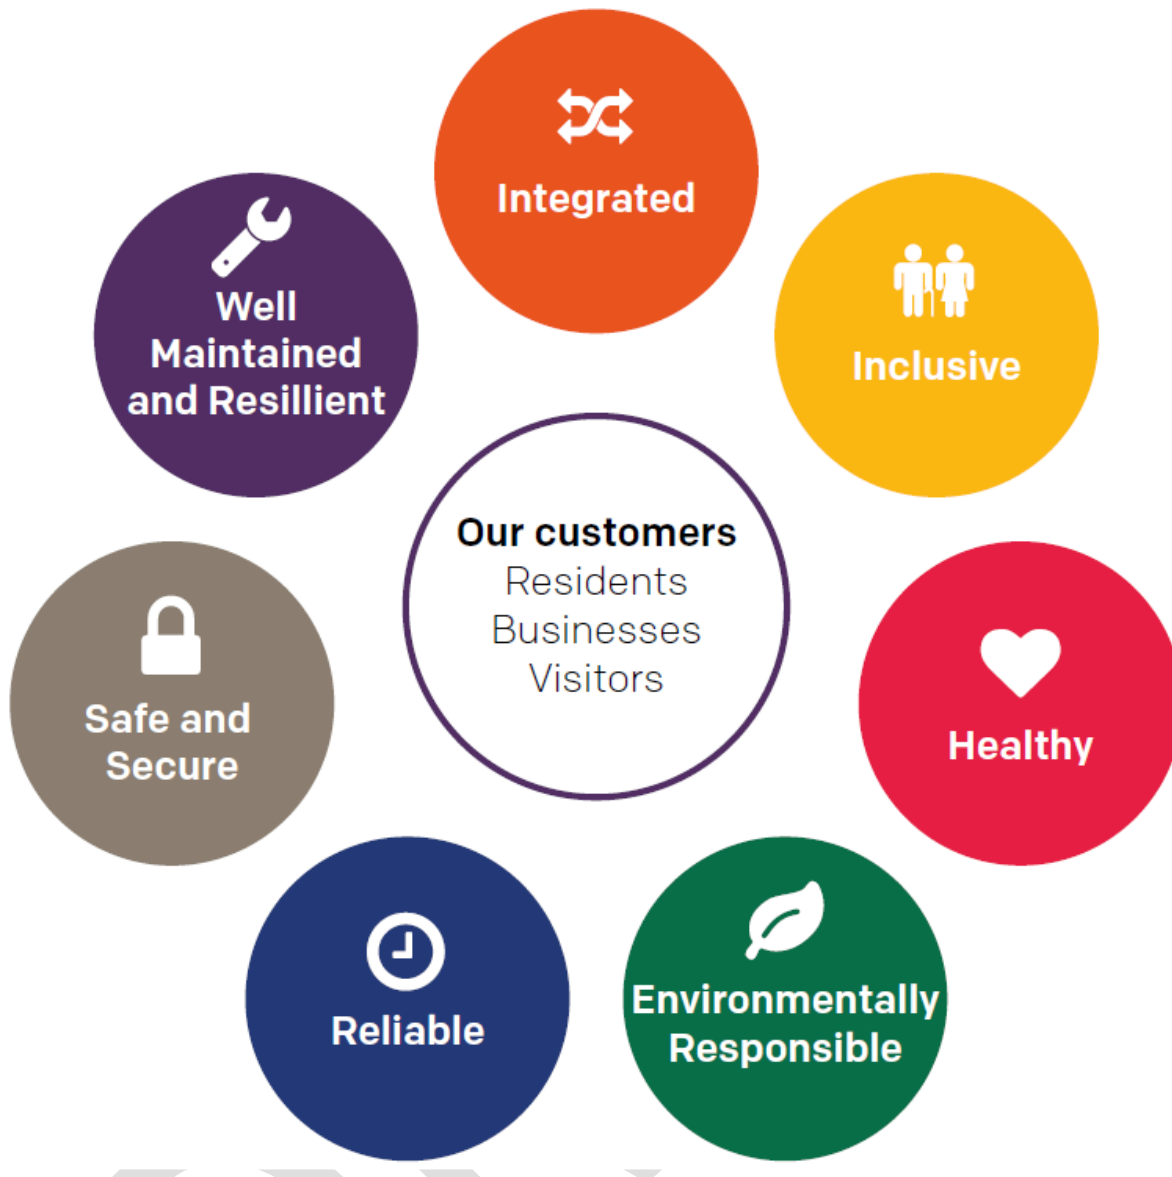 Integrated
Inclusive
Healthy
Environmentally
Responsible
Reliable
Safe and
Secure
Well
Maintained
and Resillient
Our customers
Residents
Businesses
Visitors